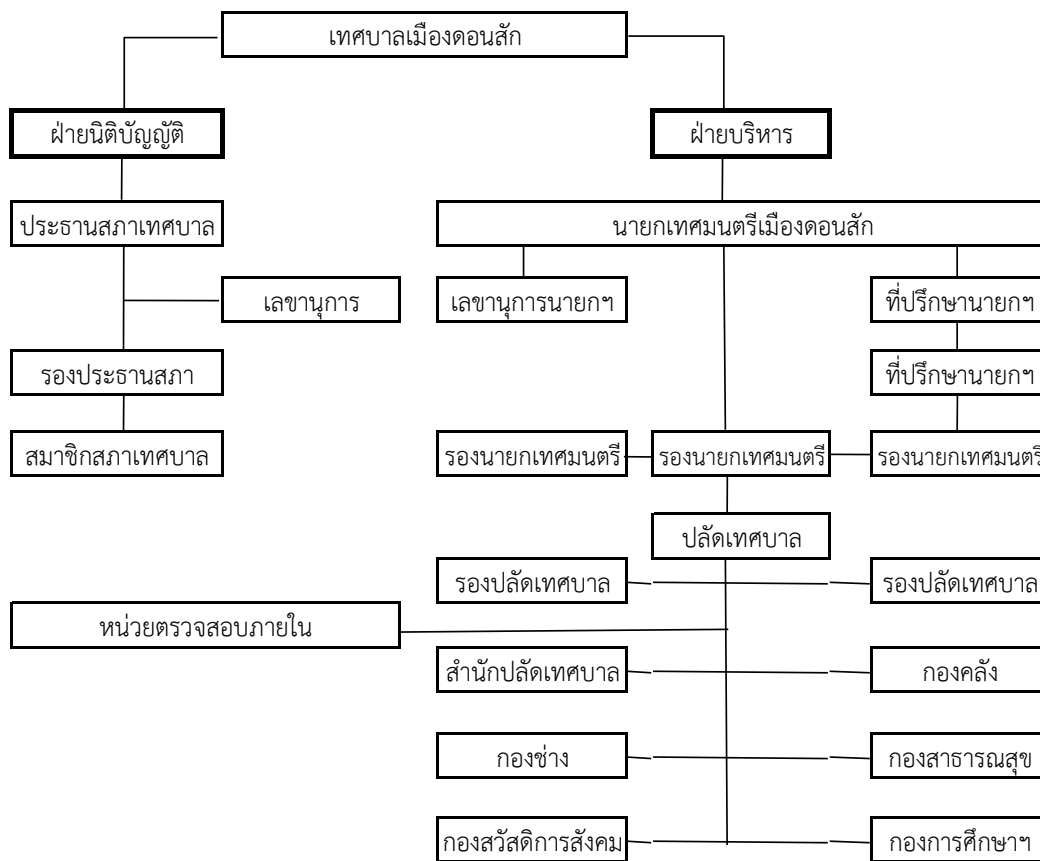 เทศบาลเมืองดอนสัก
ฝ่ายนิติบัญญัติ
ฝ่ายบริหาร
ประธานสภาเทศบาล
นายกเทศมนตรีเมืองดอนสัก
เลขานุการ
เลขานุการนายกฯ
ที่ปรึกษานายกฯ
รองประธานสภา
ที่ปรึกษานายกฯ
สมาชิกสภาเทศบาล
รองนายกเทศมนตรี
รองนายกเทศมนตรี
รองนายกเทศมนตรี
ปลัดเทศบาล
รองปลัดเทศบาล
รองปลัดเทศบาล
หน่วยตรวจสอบภายใน
สำนักปลัดเทศบาล
กองคลัง
กองช่าง
กองสาธารณสุข
กองสวัสดิการสังคม
กองการศึกษาฯ